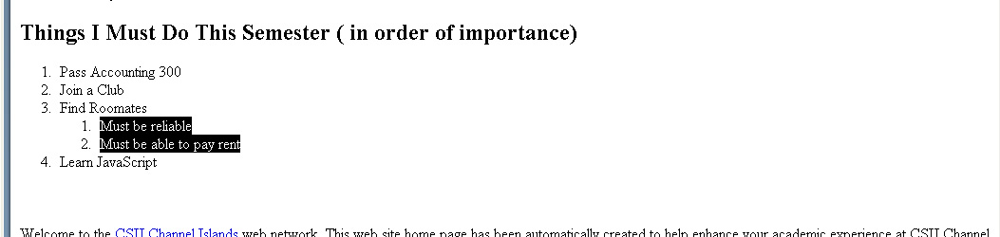 Things I Must Do This Semester ( in order of importance)
1. Pass Accounting 300
2. Join a Club
3. Find Roomates
1. Must be reliable
2. Must be able to pay rent
4. Learn JavaScript
Welcome to the CSU Channel Islands web network. This web site home page has been automatically created to help enhance your academic experience at CSU Channel